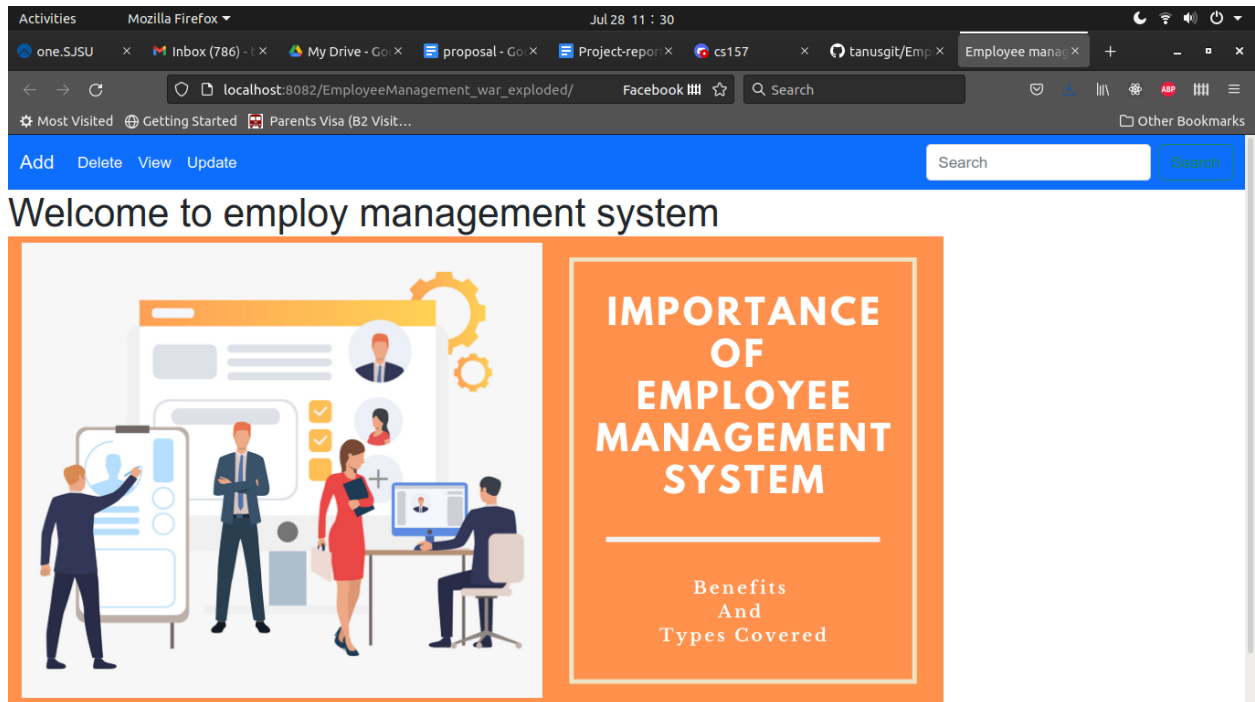 Activities Mozilla Firefox Jul 28 11:30
one.SJSU Inbox (786) - My Drive - Go proposal - Go Project-report cs157 tanusgit/Emp Employee manag
localhost:8082/EmployeeManagement_war_exploded/ Facebook Search ABP
Most Visited Getting Started Parents Visa (B2 Visit… Other Bookmarks
Add Delete View Update Search Search
Welcome to employ management system
IMPORTANCE
OF
EMPLOYEE
MANAGEMENT
SYSTEM
Benefits
And
Types Covered